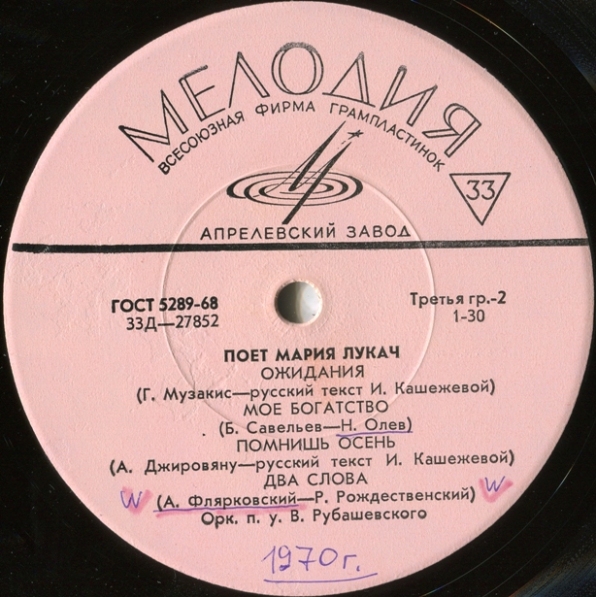 МЕЛОДИЯ
ВСЕСОЮЗНАЯ ФИРМА ГРАМПЛАСТИНОК
33
АПРЕЛЕВСКИЙ ЗАВОД
ГОСТ 5289-68
33Д—27852
Третья гр.-2
1-30
ПОЕТ МАРИЯ ЛУКАЧ
ОЖИДАНИЯ
(Г. Музакис—русский текст И. Кашежевой)
МОЕ БОГАТСТВО
(Б. Савельев—Н. Олев)
ПОМНИШЬ ОСЕНЬ
(А. Джировяну—русский текст И. Кашежевой)
ДВА СЛОВА
(А. Флярковский—Р. Рождественский)
Орк. п. у. В. Рубашевского
1970 г.